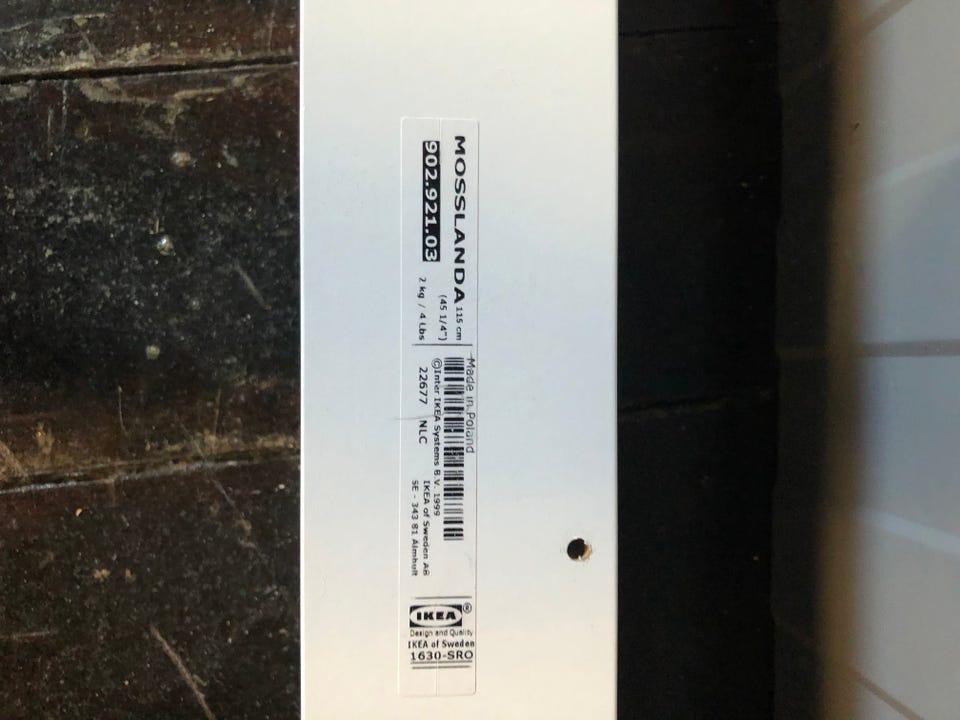 MOSSLANDA 115 cm
(45 1/4")
902.921.03 2 kg / 4 Lbs
Made in Poland
©Inter IKEA Systems B.V. 1999
22677 NLC
IKEA of Sweden AB
SE - 343 81 Älmhult
IKEA®
Design and Quality
IKEA of Sweden
1630-SRO